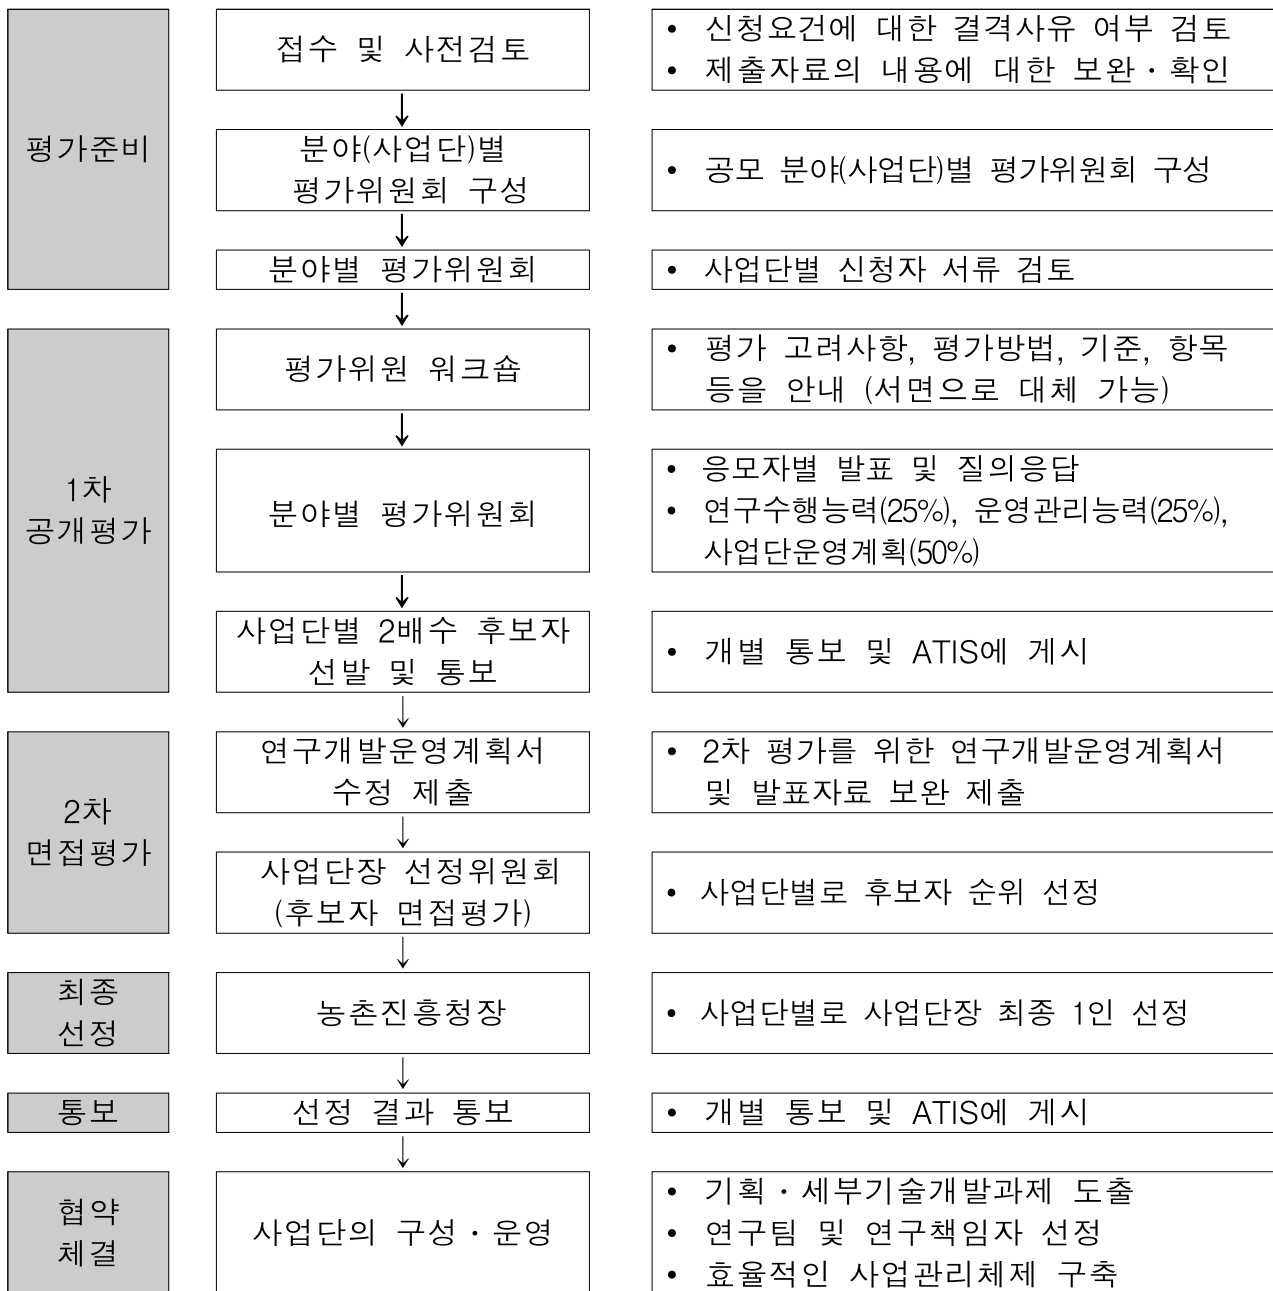 평가준비
접수 및 사전검토
• 신청요건에 대한 결격사유 여부 검토
• 제출자료의 내용에 대한 보완·확인
분야(사업단)별
평가위원회 구성
• 공모 분야(사업단)별 평가위원회 구성
분야별 평가위원회
• 사업단별 신청자 서류 검토
1차
공개평가
평가위원 워크숍
• 평가 고려사항, 평가방법, 기준, 항목
등을 안내 (서면으로 대체 가능)
분야별 평가위원회
• 응모자별 발표 및 질의응답
• 연구수행능력(25%), 운영관리능력(25%),
사업단운영계획(50%)
사업단별 2배수 후보자
선발 및 통보
• 개별 통보 및 ATIS에 게시
2차
면접평가
연구개발운영계획서
수정 제출
• 2차 평가를 위한 연구개발운영계획서
및 발표자료 보완 제출
사업단장 선정위원회
(후보자 면접평가)
• 사업단별로 후보자 순위 선정
최종
선정
농촌진흥청장
• 사업단별로 사업단장 최종 1인 선정
통보
선정 결과 통보
• 개별 통보 및 ATIS에 게시
협약
체결
사업단의 구성·운영
• 기획·세부기술개발과제 도출
• 연구팀 및 연구책임자 선정
• 효율적인 사업관리체제 구축